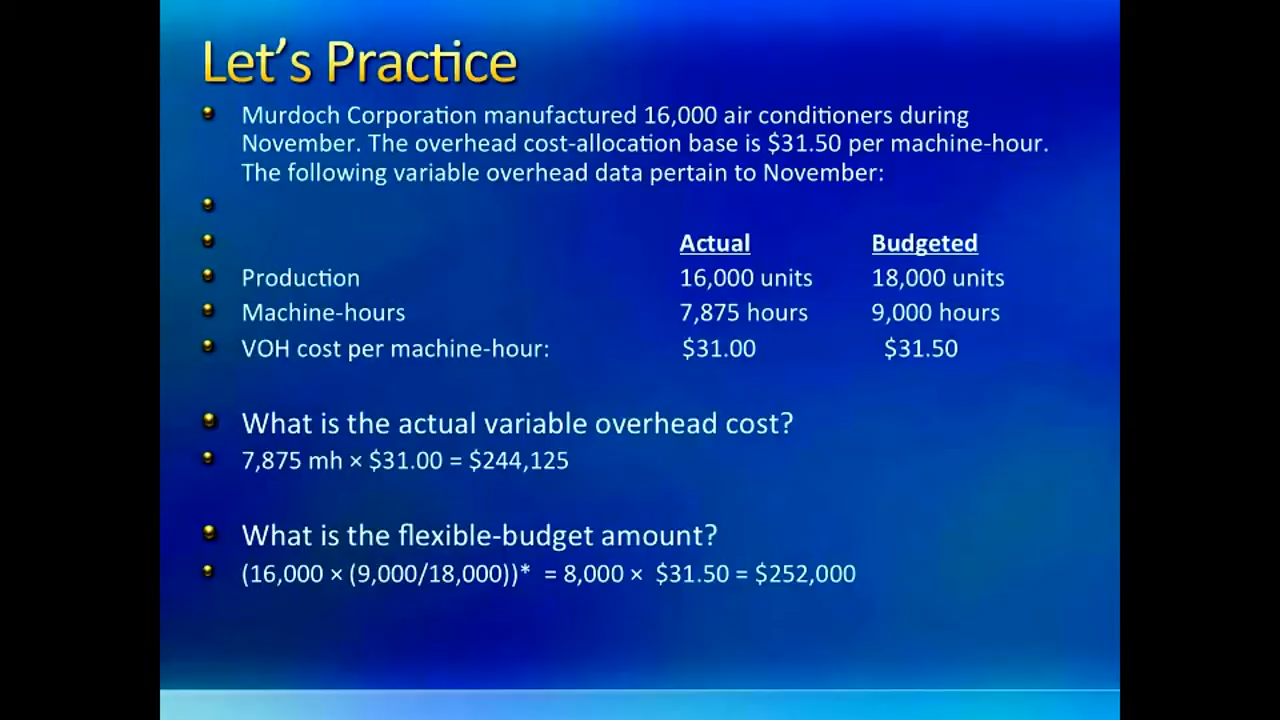 Let's Practice
Murdoch Corporation manufactured 16,000 air conditioners during
November. The overhead cost-allocation base is $31.50 per machine-hour.
The following variable overhead data pertain to November:
Actual Budgeted
Production 16,000 units 18,000 units
Machine-hours 7,875 hours 9,000 hours
VOH cost per machine-hour: $31.00 $31.50
What is the actual variable overhead cost?
7,875 mh × $31.00 = $244,125
What is the flexible-budget amount?
(16,000 × (9,000/18,000))* = 8,000 × $31.50 = $252,000